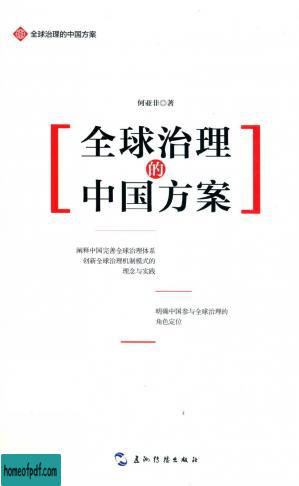 全球治理的中国方案
何亚非◎著
全球治理
的
中国方案
阐释中国完善全球治理体系
创新全球治理机制模式的
理念与实践
明确中国参与全球治理的
角色定位
五洲传播出版社
homeofpdf.com
homeofpdf.com